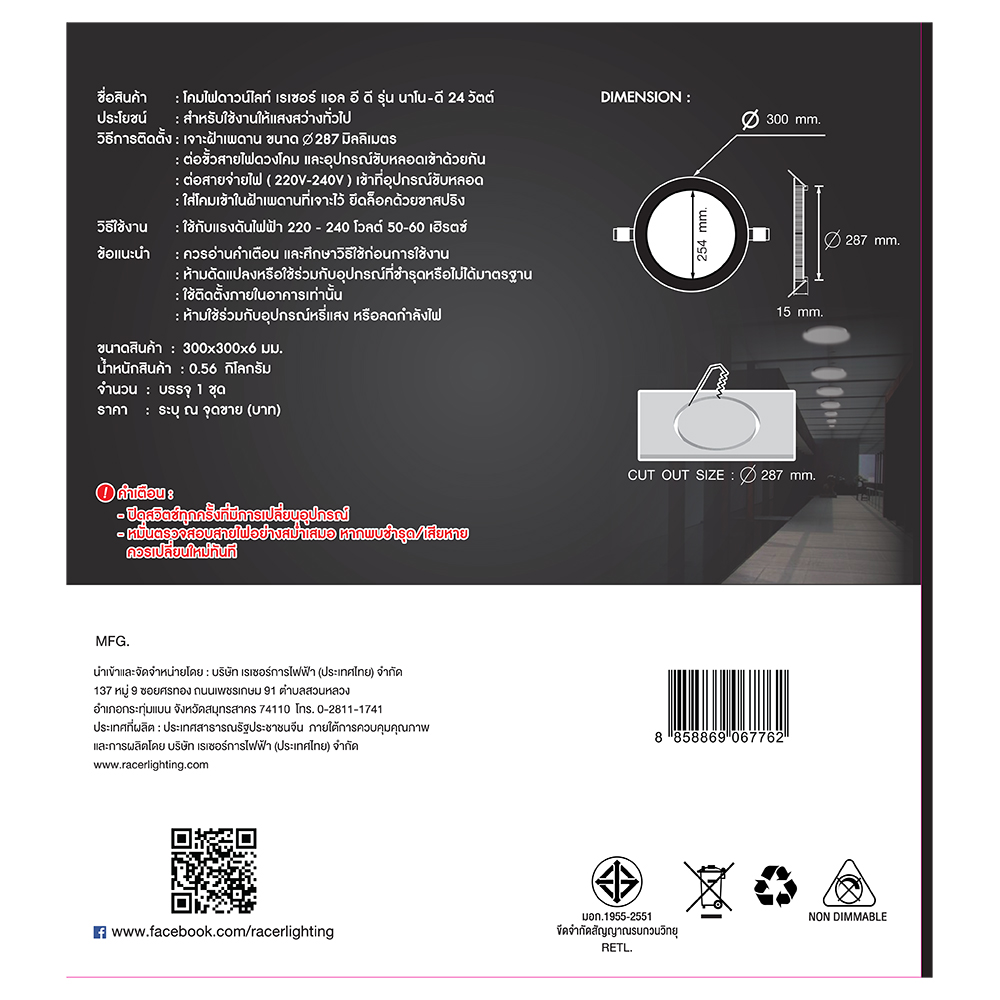 ชื่อสินค้า : โคมไฟดาวน์ไลท์ เรเซอร์ แอล อี ดี รุ่น นาโน-ดี 24 วัตต์
ประโยชน์ : สำหรับใช้งานให้แสงสว่างทั่วไป
วิธีการติดตั้ง : เจาะฝ้าเพดาน ขนาด ∅287 มิลลิเมตร
: ต่อขั้วสายไฟดวงโคม และอุปกรณ์ขับหลอดเข้าด้วยกัน
: ต่อสายจ่ายไฟ ( 220V-240V ) เข้าที่อุปกรณ์ขับหลอด
: ใส่โคมเข้าในฝ้าเพดานที่เจาะไว้ ยึดล็อคด้วยขาสปริง
วิธีใช้งาน : ใช้กับแรงดันไฟฟ้า 220 - 240 โวลต์ 50-60 เฮิรตซ์
ข้อแนะนำ : ควรอ่านคำเตือน และศึกษาวิธีใช้ก่อนการใช้งาน
: ห้ามดัดแปลงหรือใช้ร่วมกับอุปกรณ์ที่ชำรุดหรือไม่ได้มาตรฐาน
: ใช้ติดตั้งภายในอาคารเท่านั้น
: ห้ามใช้ร่วมกับอุปกรณ์หรี่แสง หรือลดกำลังไฟ
ขนาดสินค้า : 300x300x6 มม.
น้ำหนักสินค้า : 0.56 กิโลกรัม
จำนวน : บรรจุ 1 ชุด
ราคา : ระบุ ณ จุดขาย (บาท)
! คำเตือน :
- ปิดสวิตช์ทุกครั้งที่มีการเปลี่ยนอุปกรณ์
- หมั่นตรวจสอบสายไฟอย่างสม่ำเสมอ หากพบชำรุด/เสียหาย
ควรเปลี่ยนใหม่ทันที
DIMENSION :
∅ 300 mm.
254 mm.
∅ 287 mm.
15 mm.
CUT OUT SIZE : ∅ 287 mm.
MFG.
นำเข้าและจัดจำหน่ายโดย : บริษัท เรเซอร์การไฟฟ้า (ประเทศไทย) จำกัด
137 หมู่ 9 ซอยศรทอง ถนนเพชรเกษม 91 ตำบลสวนหลวง
อำเภอกระทุ่มแบน จังหวัดสมุทรสาคร 74110 โทร. 0-2811-1741
ประเทศที่ผลิต : ประเทศสาธารณรัฐประชาชนจีน ภายใต้การควบคุมคุณภาพ
และการผลิตโดย บริษัท เรเซอร์การไฟฟ้า (ประเทศไทย) จำกัด
www.racerlighting.com
8 858869 067762
www.facebook.com/racerlighting
มอก.1955-2551
ขีดจำกัดสัญญาณรบกวนวิทยุ
RETL.
NON DIMMABLE